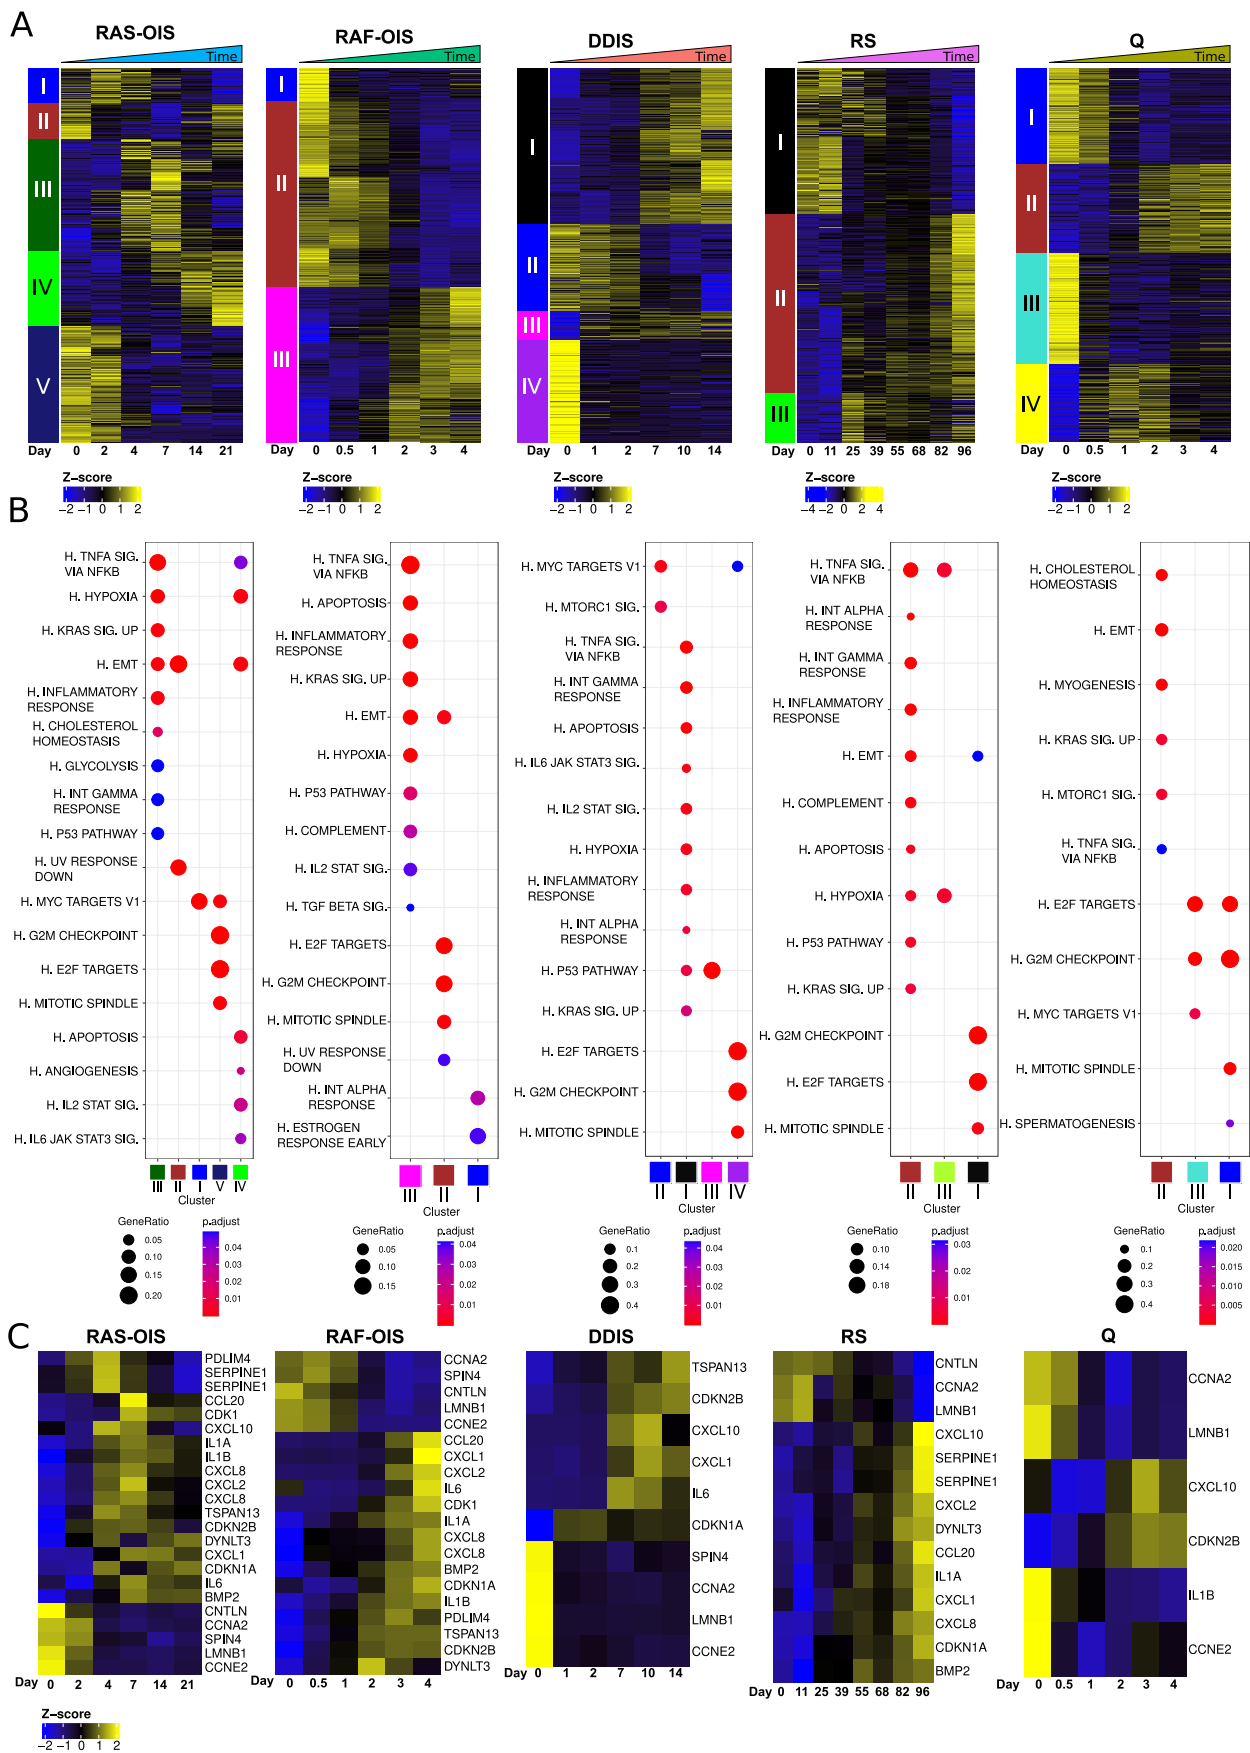 A
RAS-OIS
RAF-OIS
DDIS
RS
Q
Time
Time
Time
Time
Time
I
II
III
IV
V
I
II
III
I
II
III
IV
I
II
III
I
II
III
IV
Day 0 2 4 7 14 21
Day 0 0.5 1 2 3 4
Day 0 1 2 7 10 14
Day 0 11 25 39 55 68 82 96
Day 0 0.5 1 2 3 4
Z-score
-2 -1 0 1 2
Z-score
-2 -1 0 1 2
Z-score
-2 -1 0 1 2
Z-score
-4 -2 0 2 4
Z-score
-2 -1 0 1 2
B
H. TNFA SIG.
VIA NFKB
H. HYPOXIA
H. KRAS SIG. UP
H. EMT
H. INFLAMMATORY
RESPONSE
H. CHOLESTEROL
HOMEOSTASIS
H. GLYCOLYSIS
H. INT GAMMA
RESPONSE
H. P53 PATHWAY
H. UV RESPONSE
DOWN
H. MYC TARGETS V1
H. G2M CHECKPOINT
H. E2F TARGETS
H. MITOTIC SPINDLE
H. APOPTOSIS
H. ANGIOGENESIS
H. IL2 STAT SIG.
H. IL6 JAK STAT3 SIG.
III II I V IV
Cluster
GeneRatio
0.05
0.10
0.15
0.20
p.adjust
0.04
0.03
0.02
0.01
H. TNFA SIG.
VIA NFKB
H. APOPTOSIS
H. INFLAMMATORY
RESPONSE
H. KRAS SIG. UP
H. EMT
H. HYPOXIA
H. P53 PATHWAY
H. COMPLEMENT
H. IL2 STAT SIG.
H. TGF BETA SIG.
H. E2F TARGETS
H. G2M CHECKPOINT
H. MITOTIC SPINDLE
H. UV RESPONSE
DOWN
H. INT ALPHA
RESPONSE
H. ESTROGEN
RESPONSE EARLY
III II I
Cluster
GeneRatio
0.05
0.10
0.15
p.adjust
0.04
0.03
0.02
0.01
H. MYC TARGETS V1
H. MTORC1 SIG.
H. TNFA SIG.
VIA NFKB
H. INT GAMMA
RESPONSE
H. APOPTOSIS
H. IL6 JAK STAT3 SIG.
H. IL2 STAT SIG.
H. HYPOXIA
H. INFLAMMATORY
RESPONSE
H. INT ALPHA
RESPONSE
H. P53 PATHWAY
H. KRAS SIG. UP
H. E2F TARGETS
H. G2M CHECKPOINT
H. MITOTIC SPINDLE
II I III IV
Cluster
GeneRatio
0.1
0.2
0.3
0.4
p.adjust
0.04
0.03
0.02
0.01
H. TNFA SIG.
VIA NFKB
H. INT ALPHA
RESPONSE
H. INT GAMMA
RESPONSE
H. INFLAMMATORY
RESPONSE
H. EMT
H. COMPLEMENT
H. APOPTOSIS
H. HYPOXIA
H. P53 PATHWAY
H. KRAS SIG. UP
H. G2M CHECKPOINT
H. E2F TARGETS
H. MITOTIC SPINDLE
II III I
Cluster
GeneRatio
0.10
0.14
0.18
p.adjust
0.03
0.02
0.01
H. CHOLESTEROL
HOMEOSTASIS
H. EMT
H. MYOGENESIS
H. KRAS SIG. UP
H. MTORC1 SIG.
H. TNFA SIG.
VIA NFKB
H. E2F TARGETS
H. G2M CHECKPOINT
H. MYC TARGETS V1
H. MITOTIC SPINDLE
H. SPERMATOGENESIS
II III I
Cluster
GeneRatio
0.1
0.2
0.3
0.4
p.adjust
0.020
0.015
0.010
0.005
C
RAS-OIS
PDLIM4
SERPINE1
SERPINE1
CCL20
CDK1
CXCL10
IL1A
IL1B
CXCL8
CXCL2
CXCL8
TSPAN13
CDKN2B
DYNLT3
CXCL1
CDKN1A
IL6
BMP2
CNTLN
CCNA2
SPIN4
LMNB1
CCNE2
Day 0 2 4 7 14 21
Z-score
-2 -1 0 1 2
RAF-OIS
CCNA2
SPIN4
CNTLN
LMNB1
CCNE2
CCL20
CXCL1
CXCL2
IL6
CDK1
IL1A
CXCL8
CXCL8
BMP2
CDKN1A
IL1B
PDLIM4
TSPAN13
CDKN2B
DYNLT3
Day 0 0.5 1 2 3 4
DDIS
TSPAN13
CDKN2B
CXCL10
CXCL1
IL6
CDKN1A
SPIN4
CCNA2
LMNB1
CCNE2
Day 0 1 2 7 10 14
RS
CNTLN
CCNA2
LMNB1
CXCL10
SERPINE1
SERPINE1
CXCL2
DYNLT3
CCL20
IL1A
CXCL1
CXCL8
CDKN1A
BMP2
Day 0 11 25 39 55 68 82 96
Q
CCNA2
LMNB1
CXCL10
CDKN2B
IL1B
CCNE2
Day 0 0.5 1 2 3 4